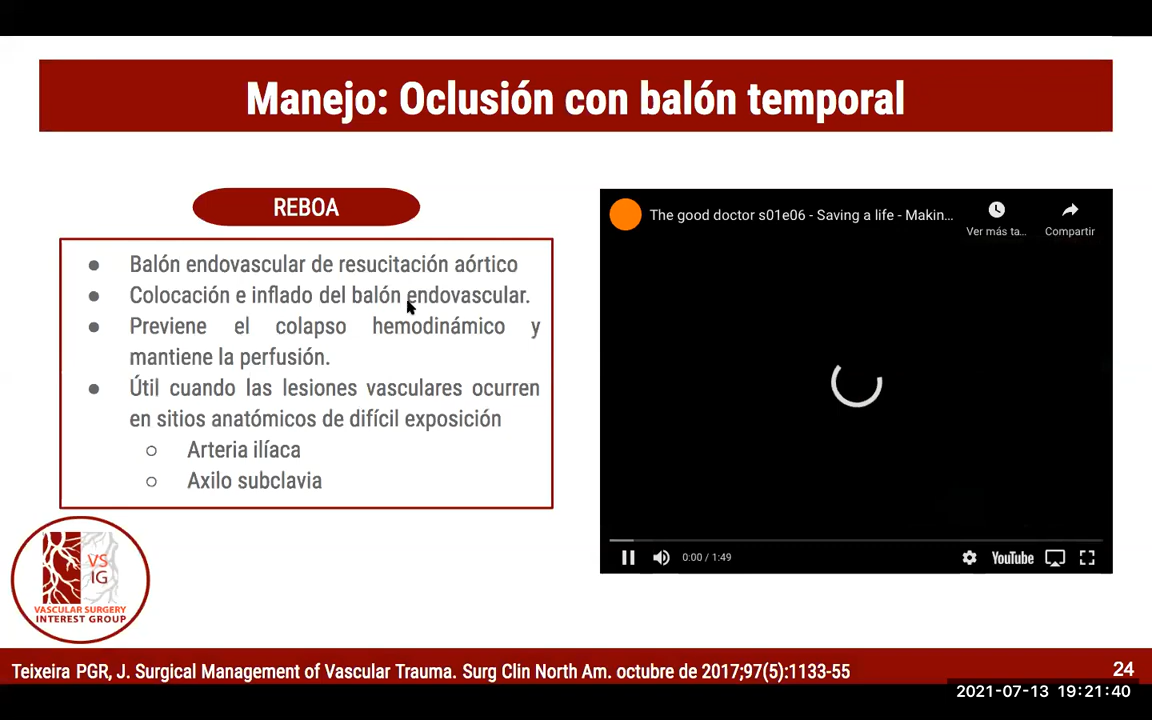 Manejo: Oclusión con balón temporal
REBOA
● Balón endovascular de resucitación aórtico
● Colocación e inflado del balón endovascular.
● Previene el colapso hemodinámico y
mantiene la perfusión.
● Útil cuando las lesiones vasculares ocurren
en sitios anatómicos de difícil exposición
○ Arteria ilíaca
○ Axilo subclavia
The good doctor s01e06 - Saving a life - Makin...
Ver más ta...
Compartir
0:00 / 1:49
YouTube
VS
IG
VASCULAR SURGERY
INTEREST GROUP
Teixeira PGR, J. Surgical Management of Vascular Trauma. Surg Clin North Am. octubre de 2017;97(5):1133-55
24
2021-07-13 19:21:40